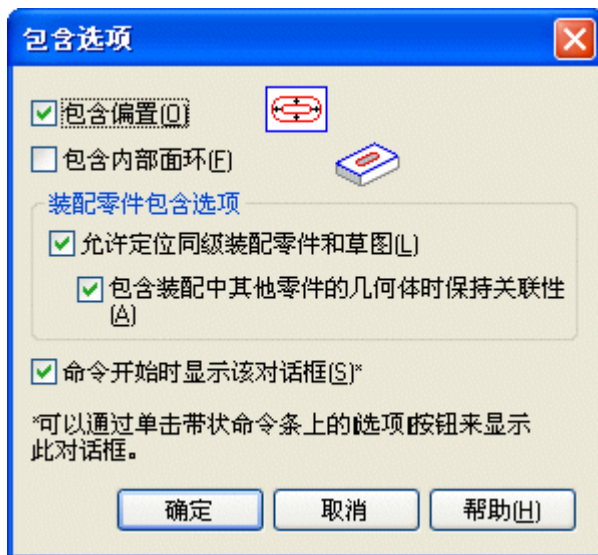 包含选项
包含偏置(O)
包含内部面环(F)
装配零件包含选项
允许定位同级装配零件和草图(L)
包含装配中其他零件的几何体时保持关联性
(A)
命令开始时显示该对话框(S)*
*可以通过单击带状命令条上的“选项”按钮来显示
此对话框。
确定
取消
帮助(H)